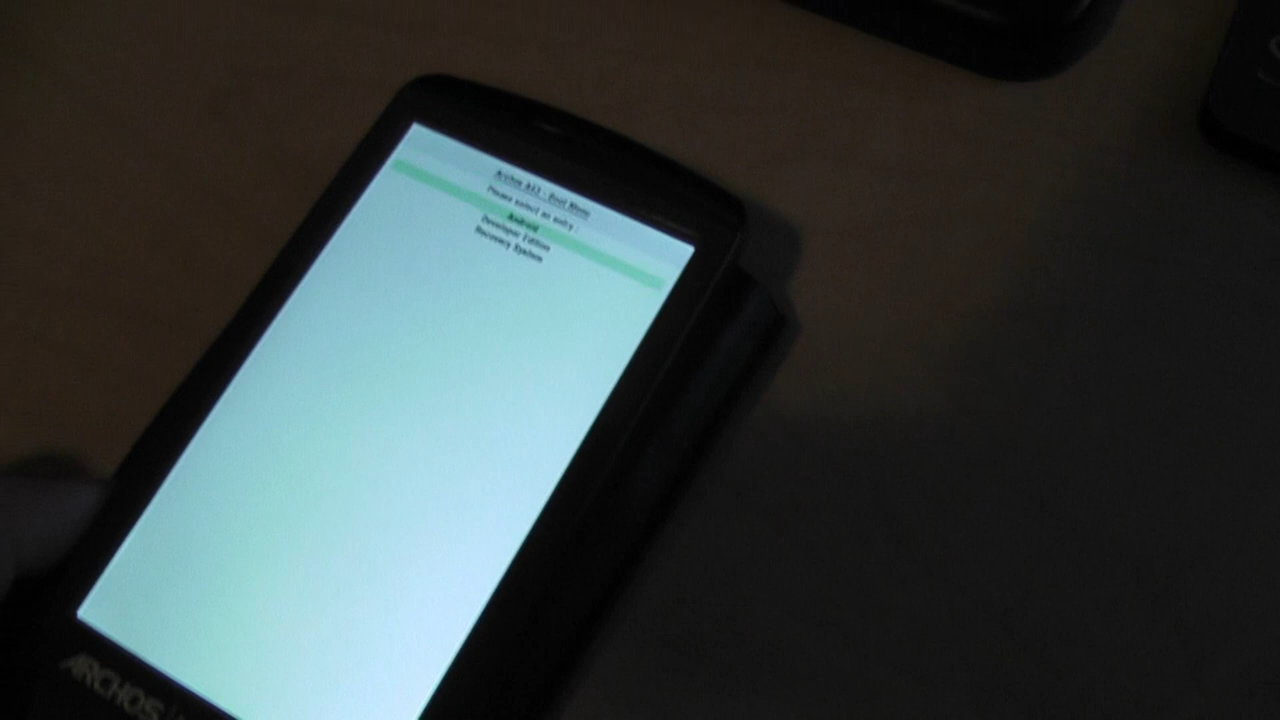 Archos A43 - Boot Menu
Please select an entry :
Android
Developer Edition
Recovery System
ARCHOS